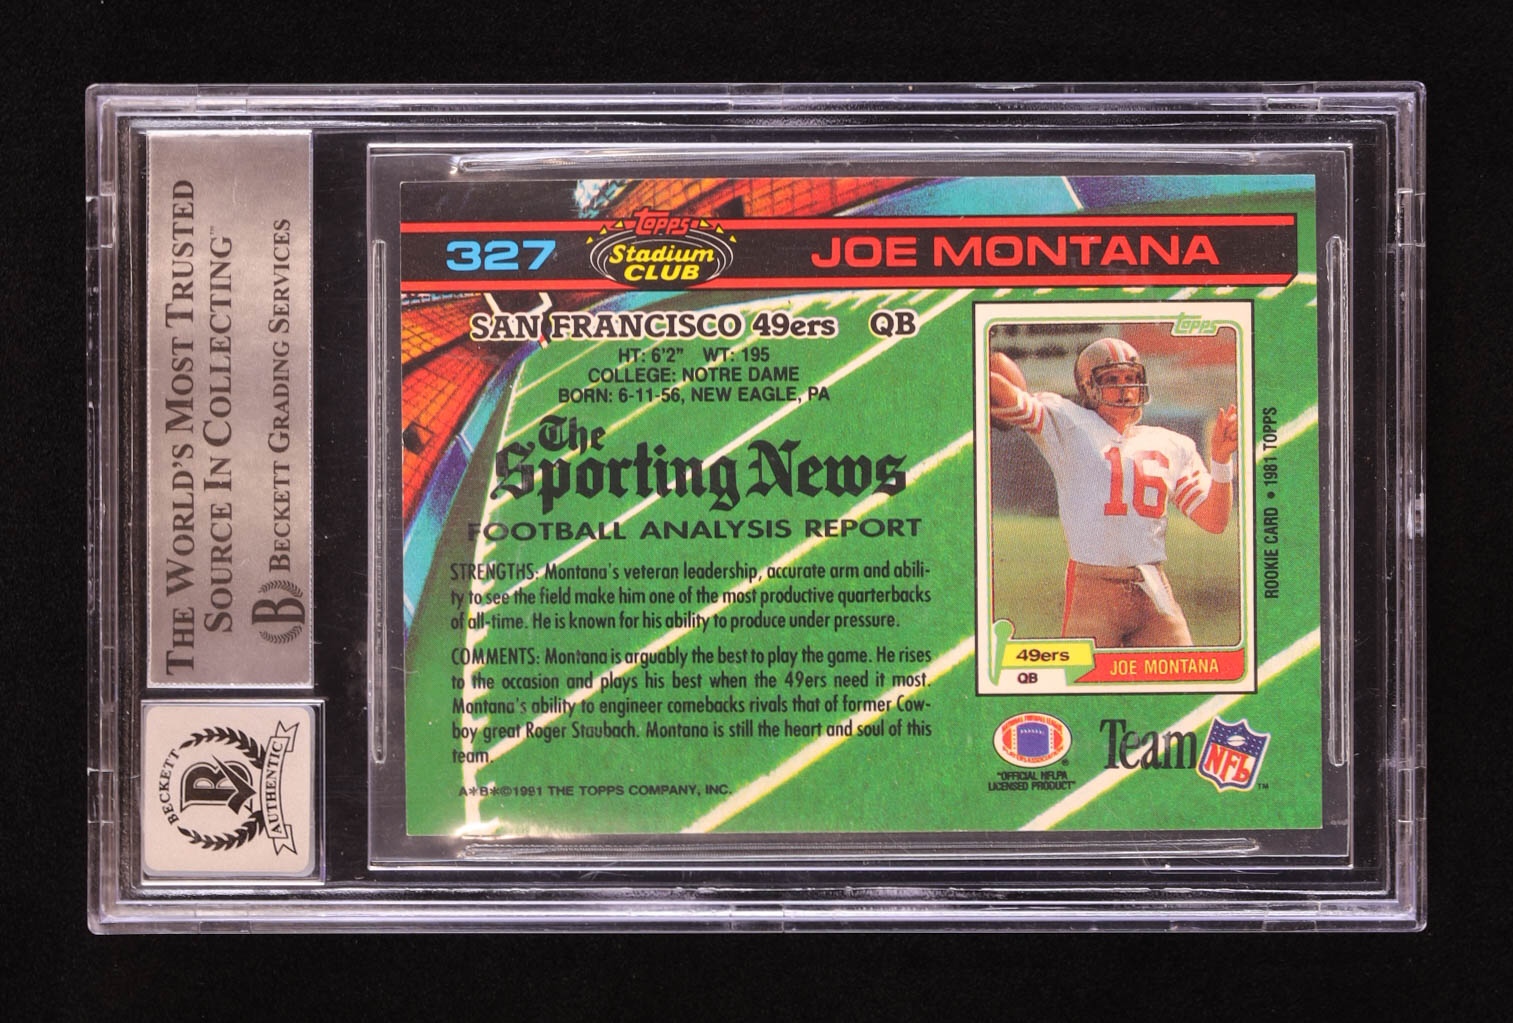 THE WORLD'S MOST TRUSTED
SOURCE IN COLLECTING™
BECKETT GRADING SERVICES
BECKETT
B
AUTHENTIC
327
Topps
Stadium
CLUB
JOE MONTANA
SAN FRANCISCO 49ers QB
HT: 6'2" WT: 195
COLLEGE: NOTRE DAME
BORN: 6-11-56, NEW EAGLE, PA
The
Sporting News
FOOTBALL ANALYSIS REPORT
STRENGTHS: Montana's veteran leadership, accurate arm and abili-
ty to see the field make him one of the most productive quarterbacks
of all-time. He is known for his ability to produce under pressure.
COMMENTS: Montana is arguably the best to play the game. He rises
to the occasion and plays his best when the 49ers need it most.
Montana's ability to engineer comebacks rivals that of former Cow-
boy great Roger Staubach. Montana is still the heart and soul of this
team.
A*B*©1991 THE TOPPS COMPANY, INC.
Topps
16
49ers
QB
JOE MONTANA
ROOKIE CARD • 1981 TOPPS
®
"OFFICIAL NFLPA
LICENSED PRODUCT"
Team NFL ™